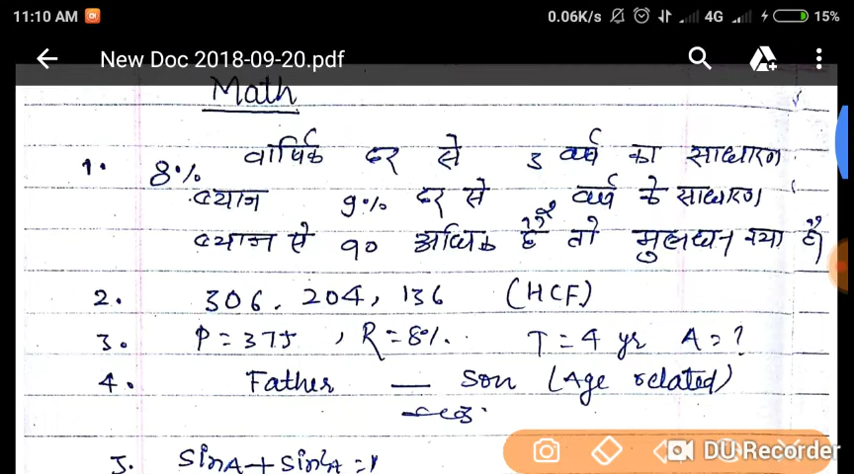 11:10 AM 0.06K/s 4G 15%
New Doc 2018-09-20.pdf
Math
1. 8% वार्षिक दर से 3 वर्ष का साधारण
ब्याज 9% दर से वर्ष के साधारण
ब्याज से 90 अधिक है तो मुलधन क्या है
2. 306, 204, 136 (HCF)
3. P = 375, R = 8%. T = 4 yr A = ?
4. Father — Son (Age related)
5. sinA + sin²A = 1
DU Recorder